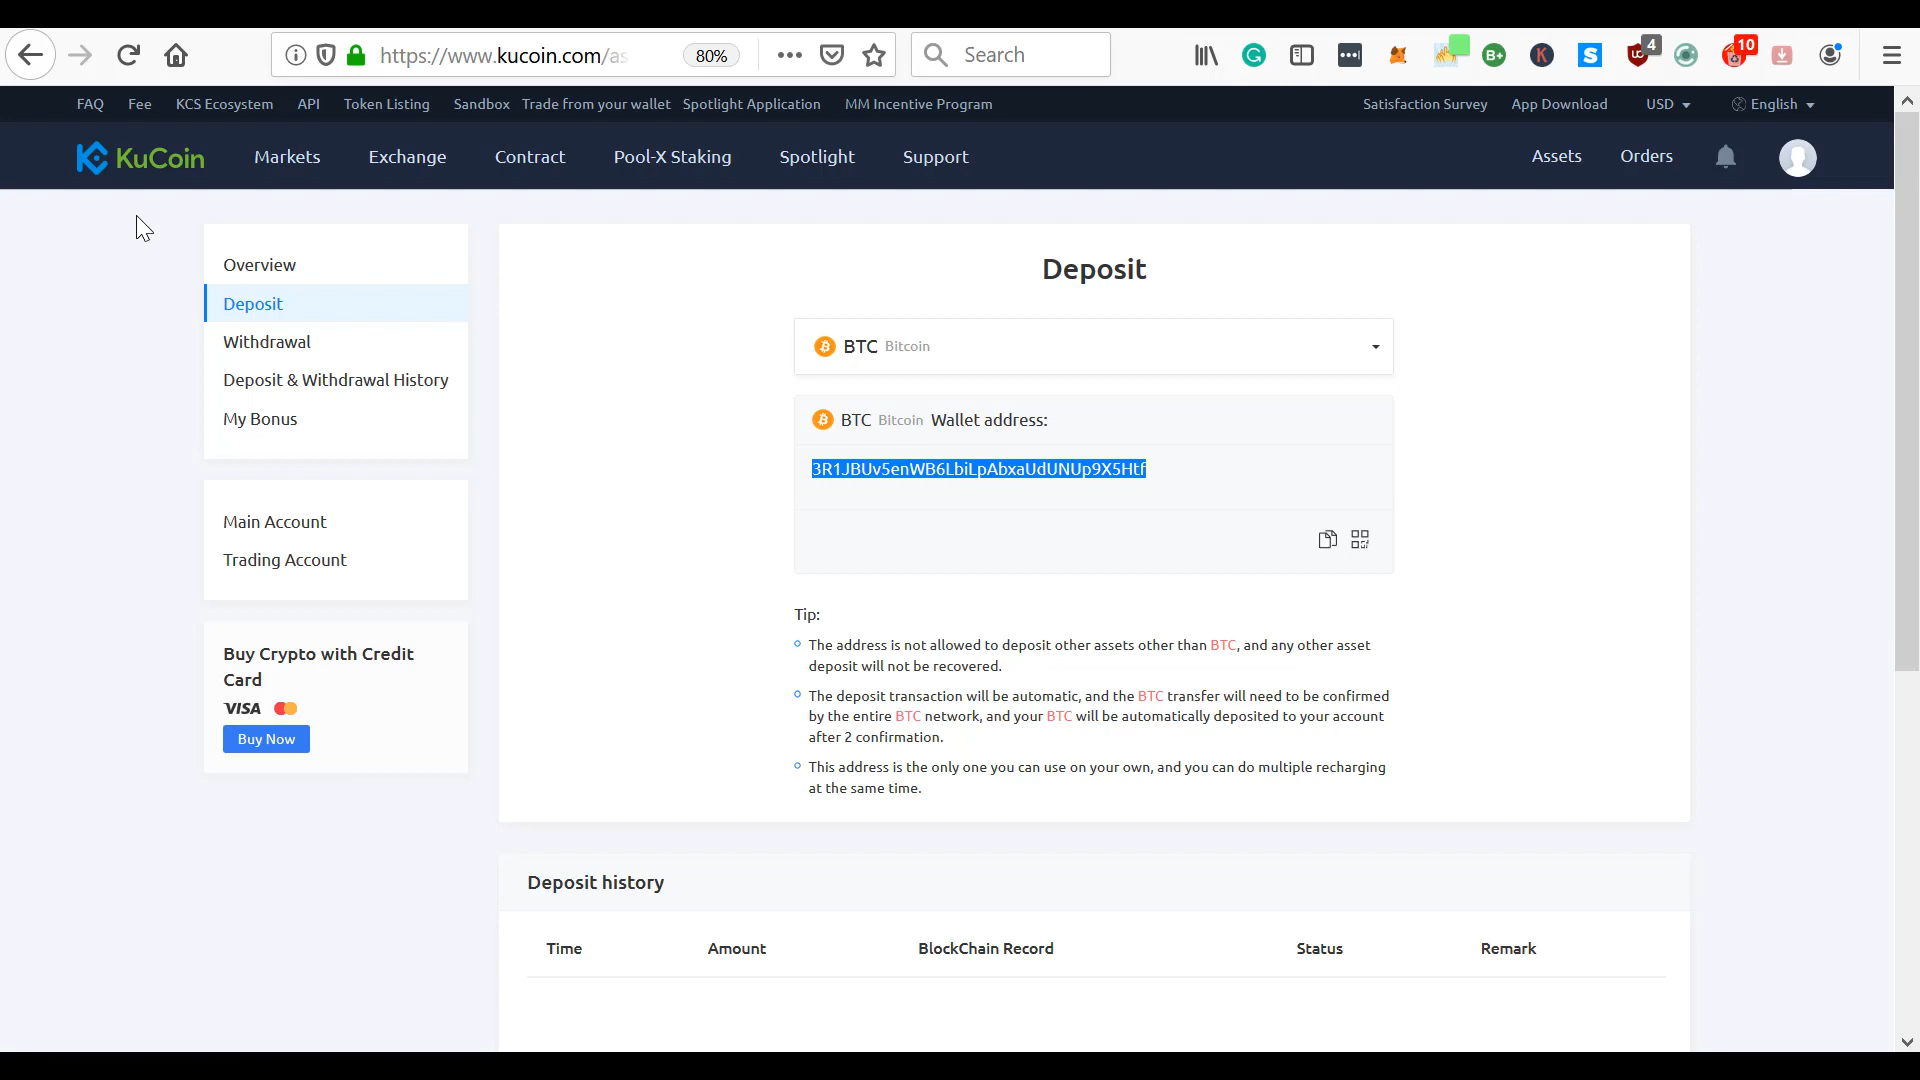 https://www.kucoin.com/as
80%
Search
4
10
FAQ Fee KCS Ecosystem API Token Listing Sandbox Trade from your wallet Spotlight Application MM Incentive Program Satisfaction Survey App Download USD English
KuCoin Markets Exchange Contract Pool-X Staking Spotlight Support Assets Orders
Overview
Deposit
Withdrawal
Deposit & Withdrawal History
My Bonus
Main Account
Trading Account
Buy Crypto with Credit
Card
VISA
Buy Now
Deposit
BTC Bitcoin
BTC Bitcoin Wallet address:
3R1JBUv5enWB6LbiLpAbxaUdUNUp9X5Htf
Tip:
The address is not allowed to deposit other assets other than BTC, and any other asset
deposit will not be recovered.
The deposit transaction will be automatic, and the BTC transfer will need to be confirmed
by the entire BTC network, and your BTC will be automatically deposited to your account
after 2 confirmation.
This address is the only one you can use on your own, and you can do multiple recharging
at the same time.
Deposit history
Time Amount BlockChain Record Status Remark